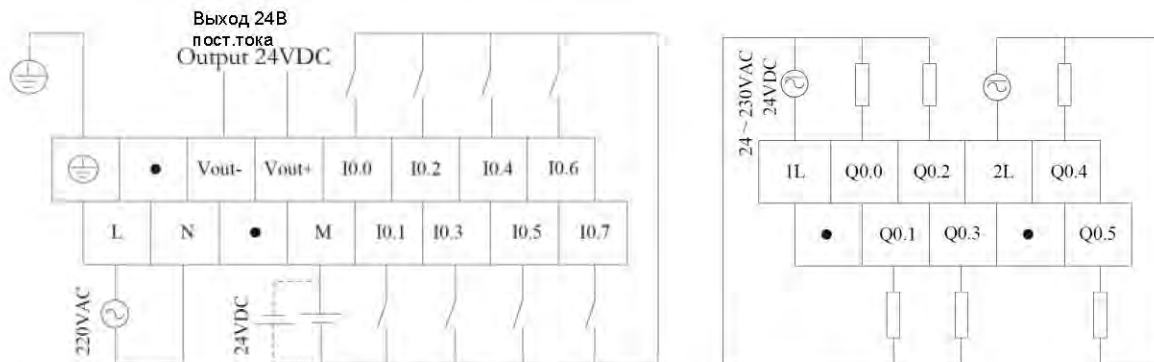 Выход 24В
пост.тока
Output 24VDC
24~230VAC
24VDC
Vout- Vout+ I0.0 I0.2 I0.4 I0.6
1L Q0.0 Q0.2 2L Q0.4
L N M I0.1 I0.3 I0.5 I0.7
Q0.1 Q0.3 Q0.5
220VAC
24VDC